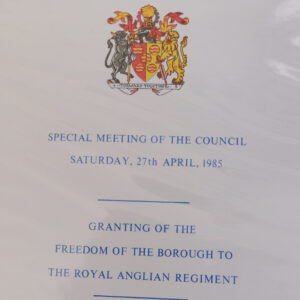 SPECIAL MEETING OF THE COUNCIL
SATURDAY, 27th APRIL, 1985
GRANTING OF THE
FREEDOM OF THE BOROUGH TO
THE ROYAL ANGLIAN REGIMENT